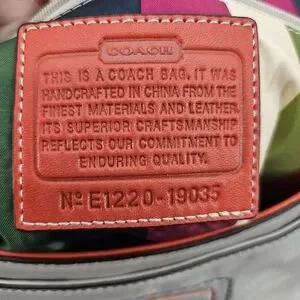 COACH
THIS IS A COACH BAG. IT WAS
HANDCRAFTED IN CHINA FROM THE
FINEST MATERIALS AND LEATHER.
ITS SUPERIOR CRAFTSMANSHIP
REFLECTS OUR COMMITMENT TO
ENDURING QUALITY.
Nº E1220-19035